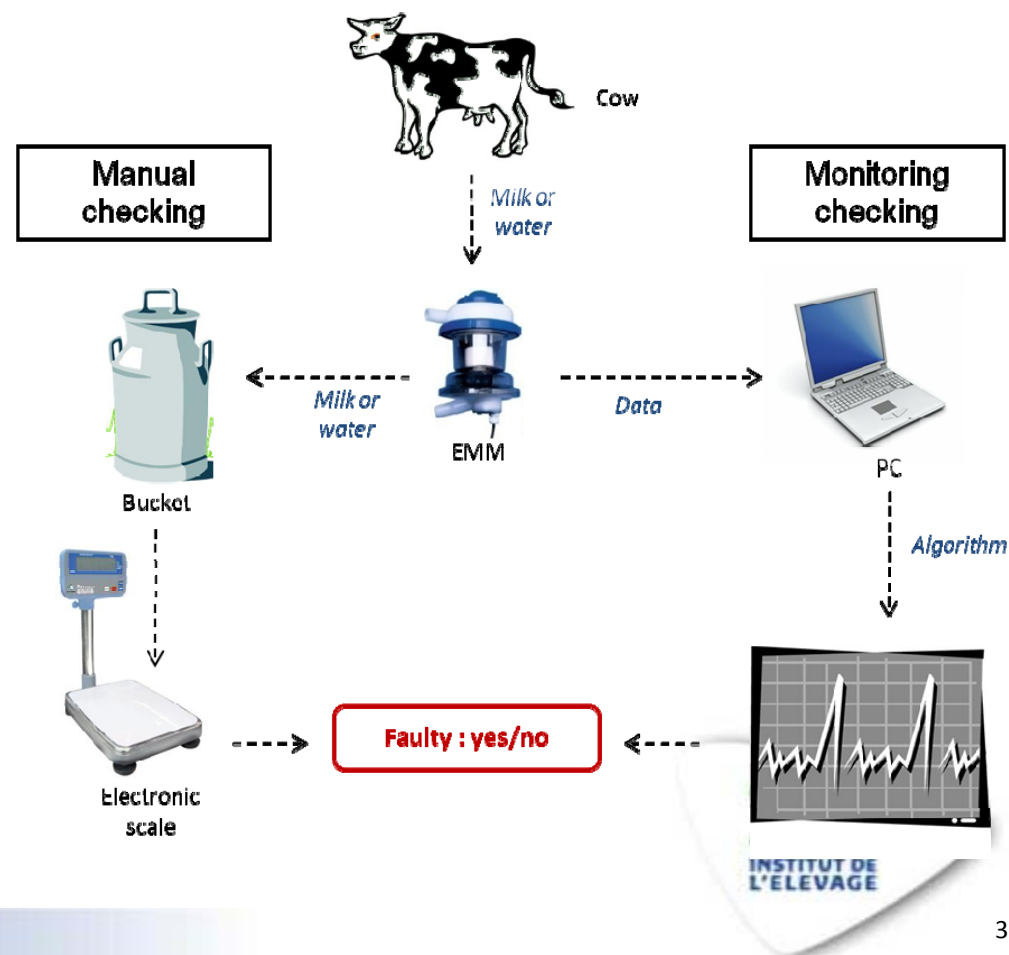 Cow
Manual
checking
Milk or
water
Monitoring
checking
Milk or
water
EMM
Data
PC
Bucket
Algorithm
Faulty : yes/no
Electronic
scale
INSTITUT DE
L'ELEVAGE
3